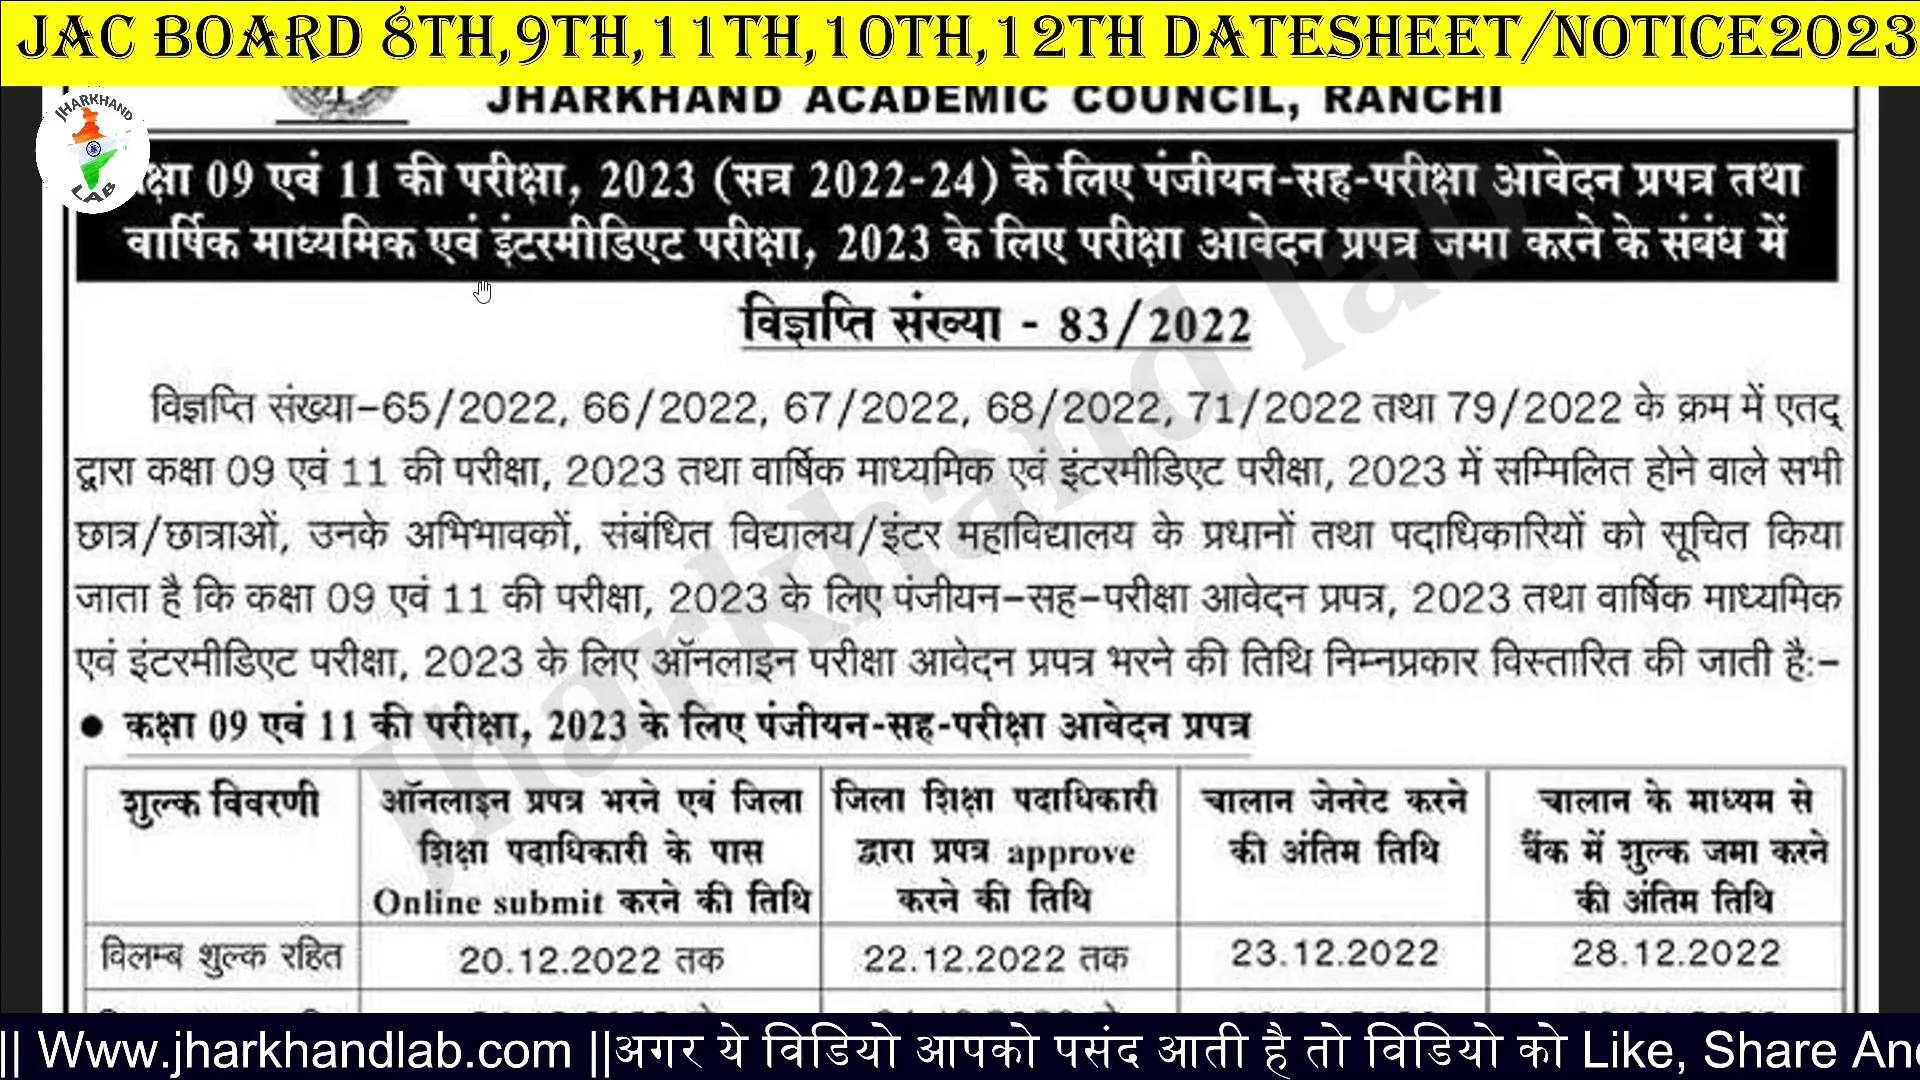 JAC BOARD 8TH,9TH,11TH,10TH,12TH DATESHEET/NOTICE2023
JHARKHAND ACADEMIC COUNCIL, RANCHI
JHARKHAND
LAB
क्षा 09 एवं 11 की परीक्षा, 2023 (सत्र 2022-24) के लिए पंजीयन-सह-परीक्षा आवेदन प्रपत्र तथा
वार्षिक माध्यमिक एवं इंटरमीडिएट परीक्षा, 2023 के लिए परीक्षा आवेदन प्रपत्र जमा करने के संबंध में
विज्ञप्ति संख्या - 83/2022
विज्ञप्ति संख्या-65/2022, 66/2022, 67/2022, 68/2022, 71/2022 तथा 79/2022 के क्रम में एतद्
द्वारा कक्षा 09 एवं 11 की परीक्षा, 2023 तथा वार्षिक माध्यमिक एवं इंटरमीडिएट परीक्षा, 2023 में सम्मिलित होने वाले सभी
छात्र/छात्राओं, उनके अभिभावकों, संबंधित विद्यालय/इंटर महाविद्यालय के प्रधानों तथा पदाधिकारियों को सूचित किया
जाता है कि कक्षा 09 एवं 11 की परीक्षा, 2023 के लिए पंजीयन-सह-परीक्षा आवेदन प्रपत्र, 2023 तथा वार्षिक माध्यमिक
एवं इंटरमीडिएट परीक्षा, 2023 के लिए ऑनलाइन परीक्षा आवेदन प्रपत्र भरने की तिथि निम्नप्रकार विस्तारित की जाती है:-
● कक्षा 09 एवं 11 की परीक्षा, 2023 के लिए पंजीयन-सह-परीक्षा आवेदन प्रपत्र
शुल्क विवरणी
ऑनलाइन प्रपत्र भरने एवं जिला
शिक्षा पदाधिकारी के पास
Online submit करने की तिथि
जिला शिक्षा पदाधिकारी
द्वारा प्रपत्र approve
करने की तिथि
चालान जेनरेट करने
की अंतिम तिथि
चालान के माध्यम से
बैंक में शुल्क जमा करने
की अंतिम तिथि
विलम्ब शुल्क रहित
20.12.2022 तक
22.12.2022 तक
23.12.2022
28.12.2022
Jharkhand lab
|| Www.jharkhandlab.com ||अगर ये विडियो आपको पसंद आती है तो विडियो को Like, Share And